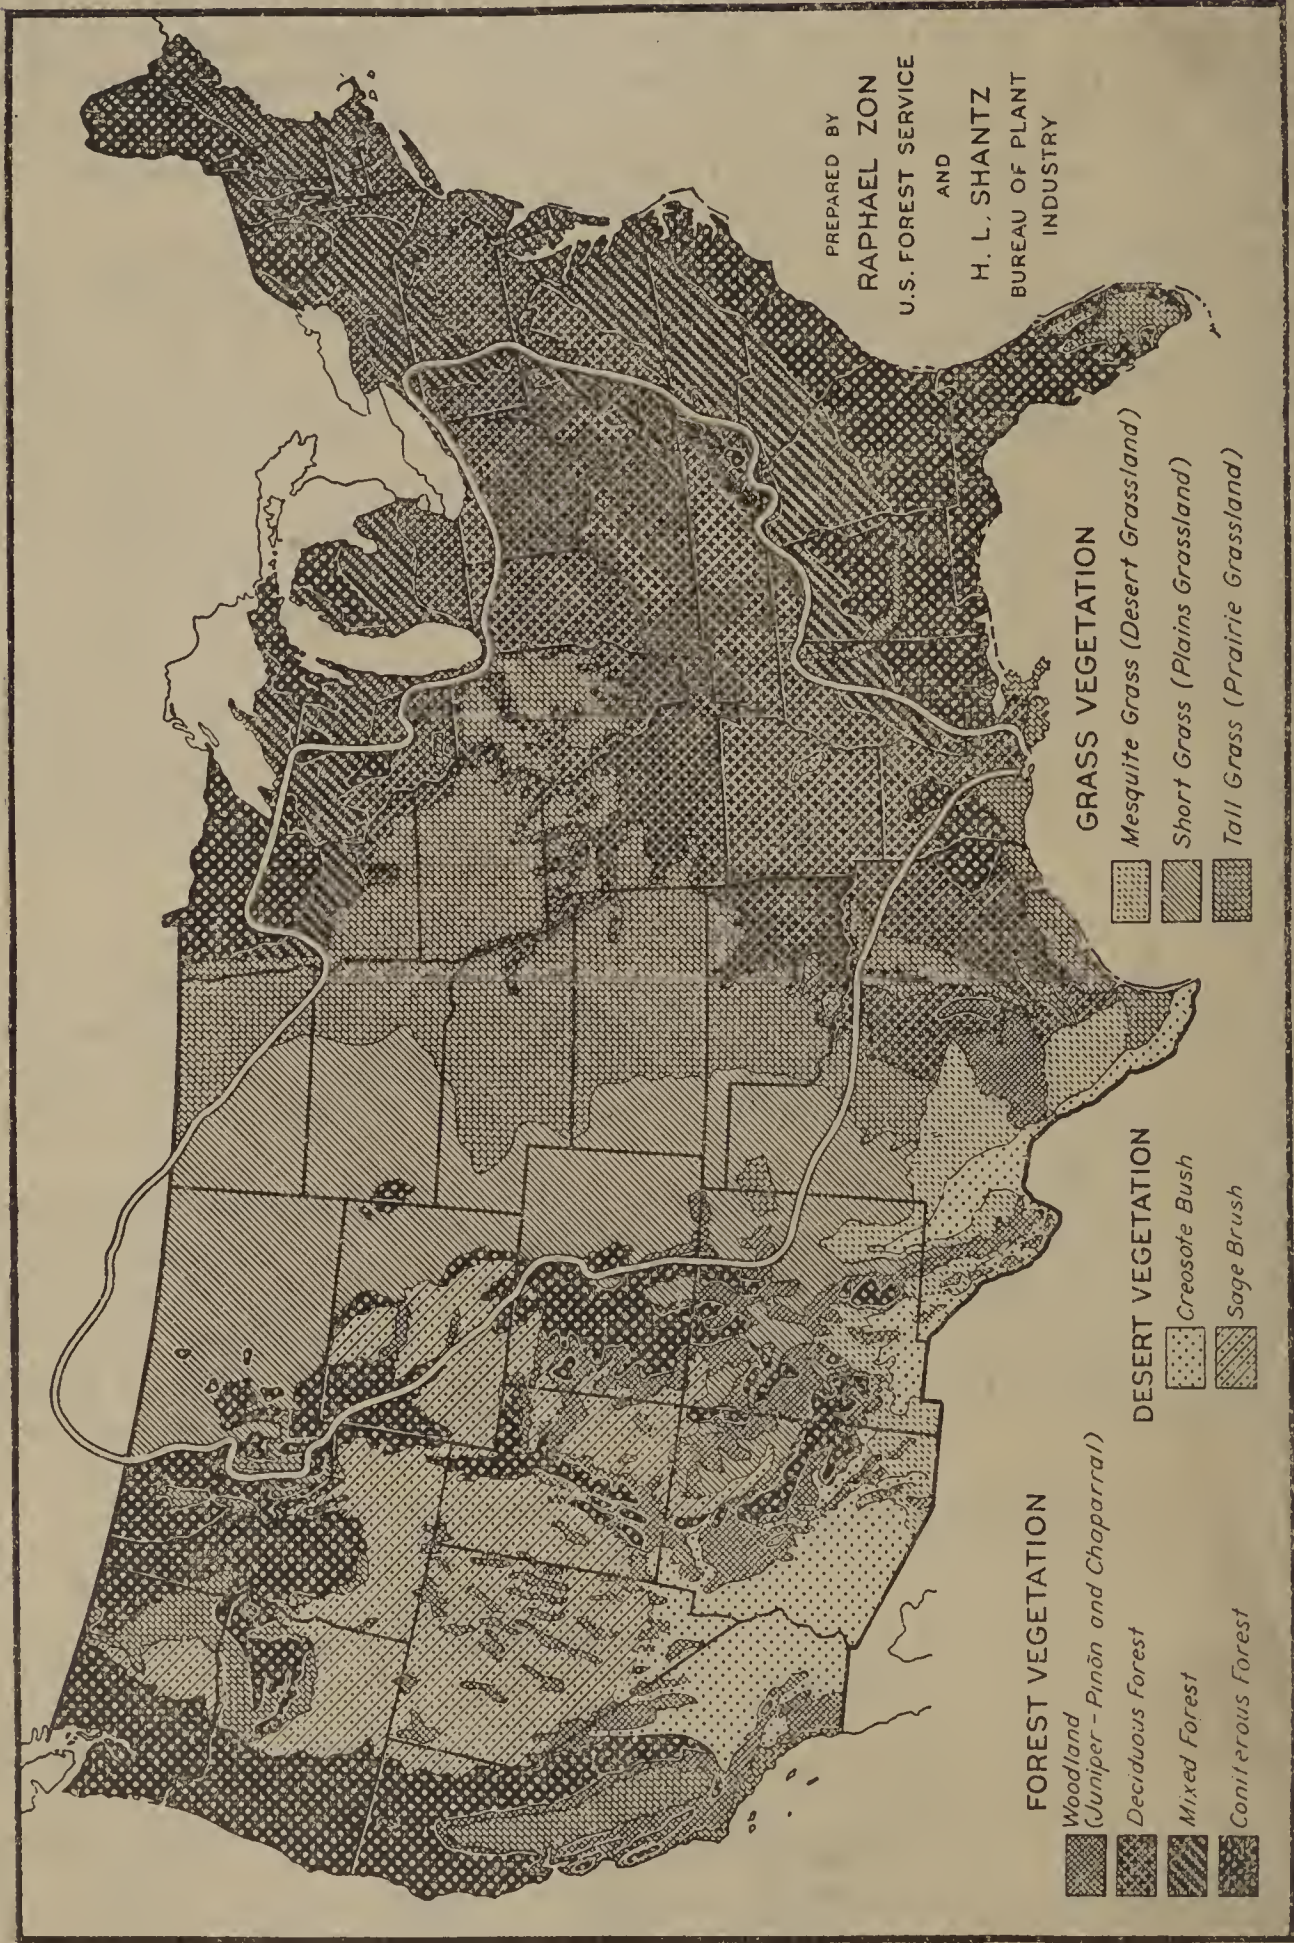 PREPARED BY
RAPHAEL ZON
U.S. FOREST SERVICE
AND
H. L. SHANTZ
BUREAU OF PLANT
INDUSTRY
FOREST VEGETATION
Woodland
(Juniper - Piñon and Chaparral)
Deciduous Forest
Mixed Forest
Coniterous Forest
DESERT VEGETATION
Creosote Bush
Sage Brush
GRASS VEGETATION
Mesquite Grass (Desert Grassland)
Short Grass (Plains Grassland)
Tall Grass (Prairie Grassland)